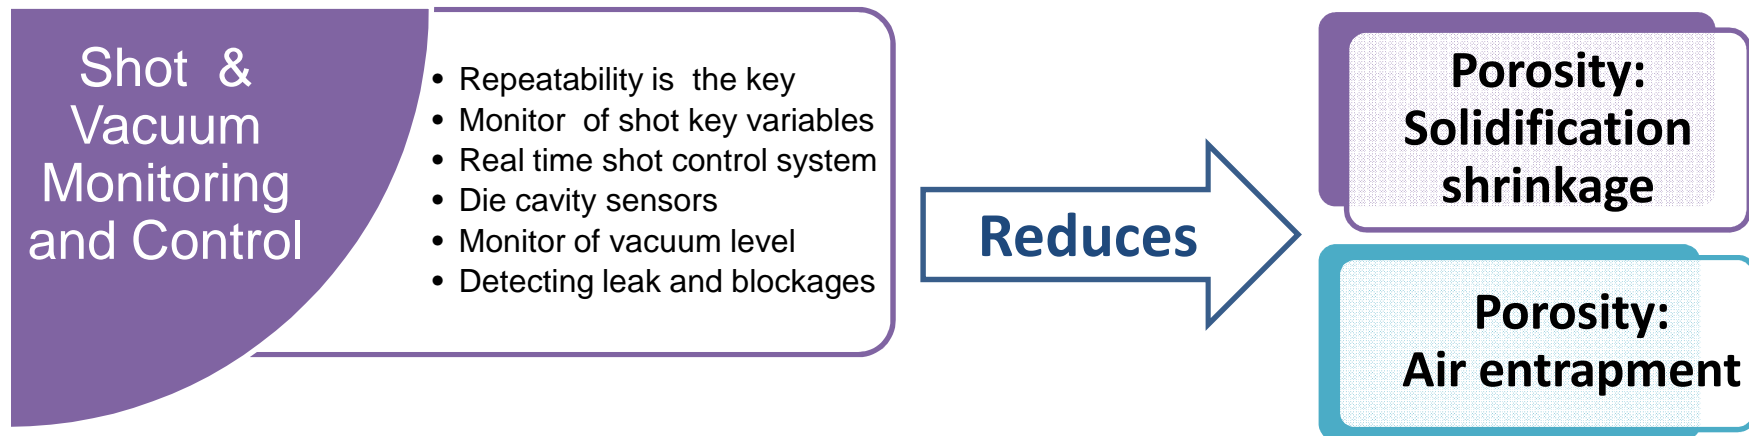 Shot &
Vacuum
Monitoring
and Control
• Repeatability is the key
• Monitor of shot key variables
• Real time shot control system
• Die cavity sensors
• Monitor of vacuum level
• Detecting leak and blockages
Reduces
Porosity:
Solidification
shrinkage
Porosity:
Air entrapment